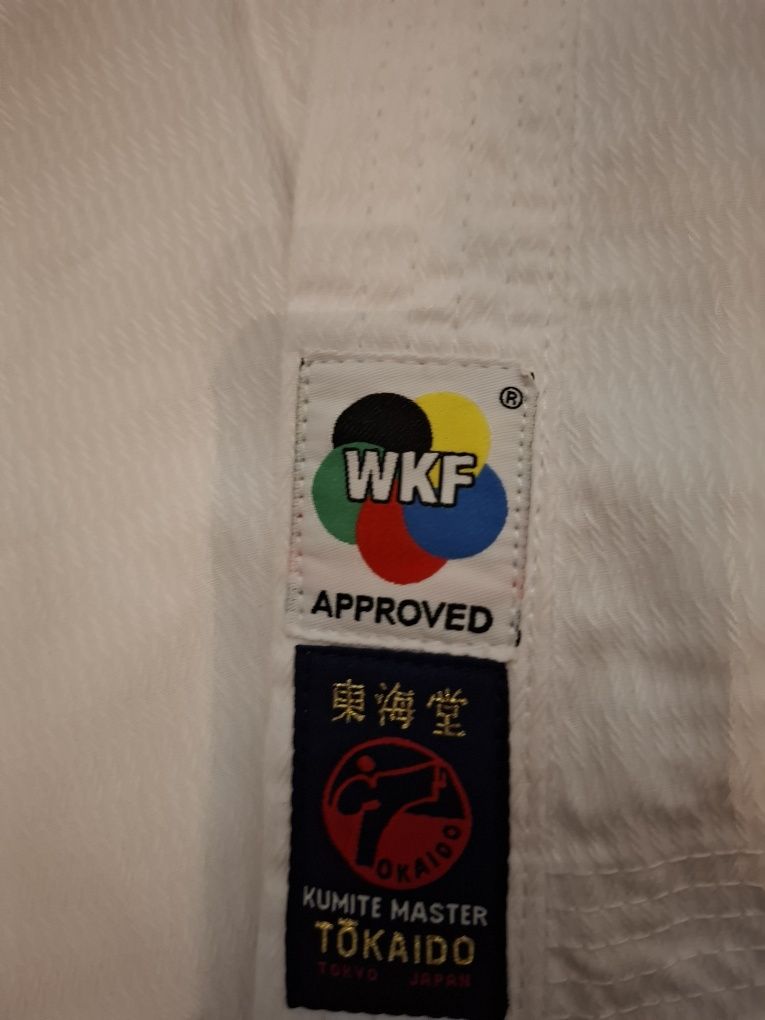 ®
WKF
APPROVED
東海堂
TOKAIDO
KUMITE MASTER
TŌKAIDO
TOKYO JAPAN